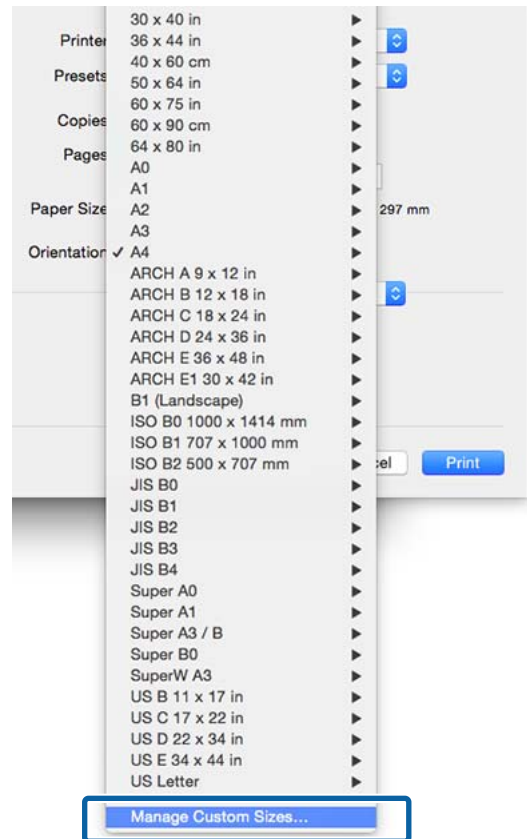 30 x 40 in
Printer 36 x 44 in
40 x 60 cm
Presets 50 x 64 in
60 x 75 in
Copies 60 x 90 cm
64 x 80 in
Pages A0
A1
Paper Size A2 297 mm
A3
Orientation ✓ A4
ARCH A 9 x 12 in
ARCH B 12 x 18 in
ARCH C 18 x 24 in
ARCH D 24 x 36 in
ARCH E 36 x 48 in
ARCH E1 30 x 42 in
B1 (Landscape)
ISO B0 1000 x 1414 mm
ISO B1 707 x 1000 mm
ISO B2 500 x 707 mm cel Print
JIS B0
JIS B1
JIS B2
JIS B3
JIS B4
Super A0
Super A1
Super A3 / B
Super B0
SuperW A3
US B 11 x 17 in
US C 17 x 22 in
US D 22 x 34 in
US E 34 x 44 in
US Letter
Manage Custom Sizes...